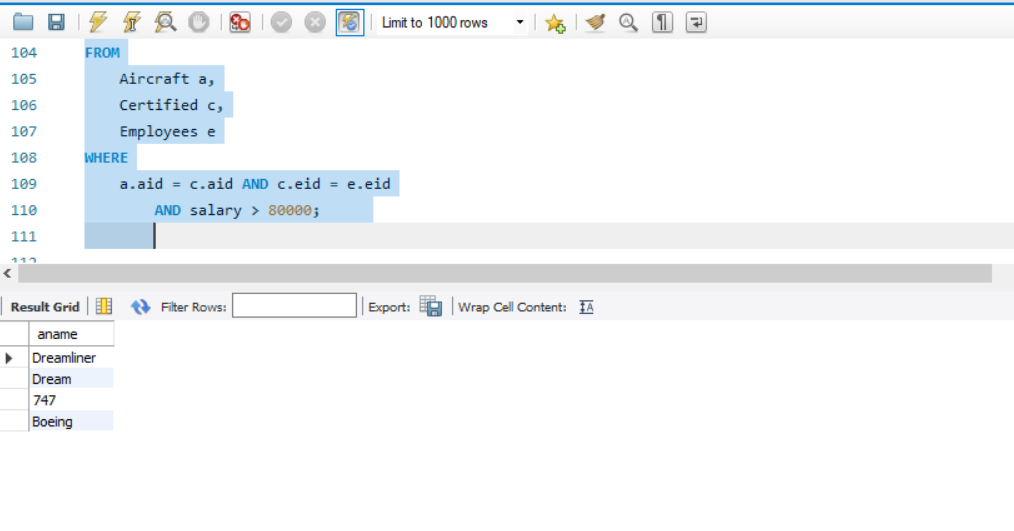 Limit to 1000 rows
104 FROM
105 Aircraft a,
106 Certified c,
107 Employees e
108 WHERE
109 a.aid = c.aid AND c.eid = e.eid
110 AND salary > 80000;
111
112
Result Grid Filter Rows: Export: Wrap Cell Content:
aname
Dreamliner
Dream
747
Boeing